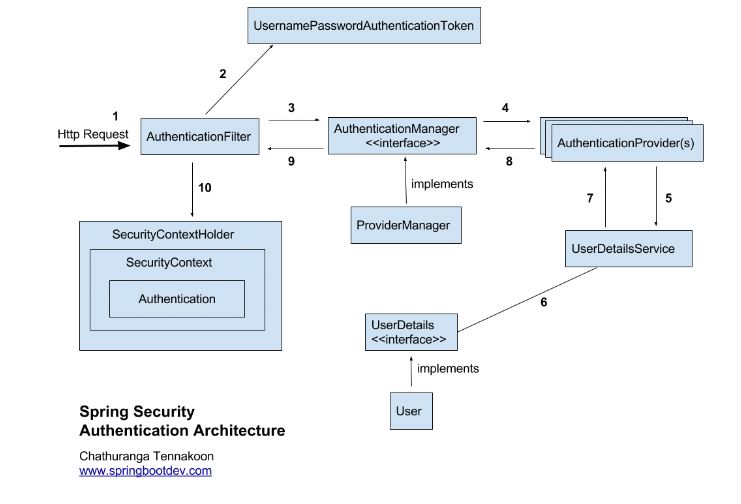 UsernamePasswordAuthenticationToken
2
1
Http Request
AuthenticationFilter
3
9
AuthenticationManager
<<interface>>
4
8
AuthenticationProvider(s)
implements
ProviderManager
7
5
UserDetailsService
10
SecurityContextHolder
SecurityContext
Authentication
6
UserDetails
<<interface>>
implements
User
Spring Security
Authentication Architecture
Chathuranga Tennakoon
www.springbootdev.com